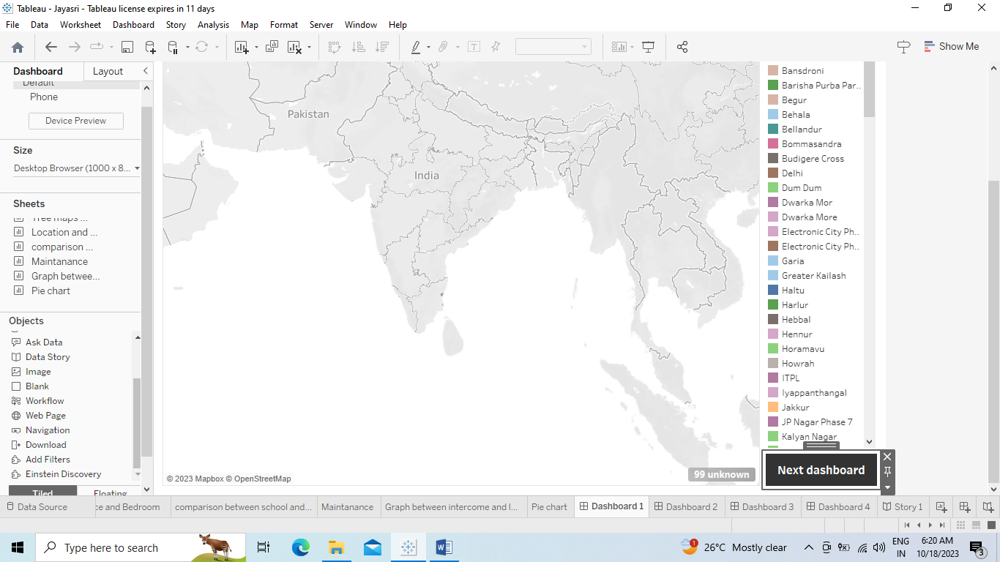 Tableau - Jayasri - Tableau license expires in 11 days
File Data Worksheet Dashboard Story Analysis Map Format Server Window Help
Show Me
Dashboard Layout
Default
Phone
Device Preview
Size
Desktop Browser (1000 x 8...
Sheets
Tree maps ...
Location and ...
comparison ...
Maintanance
Graph betwee...
Pie chart
Objects
Ask Data
Data Story
Image
Blank
Workflow
Web Page
Navigation
Download
Add Filters
Einstein Discovery
Tiled Floating
Pakistan
India
© 2023 Mapbox © OpenStreetMap
99 unknown
Bansdroni
Barisha Purba Par..
Begur
Behala
Bellandur
Bommasandra
Budigere Cross
Delhi
Dum Dum
Dwarka Mor
Dwarka More
Electronic City Ph..
Electronic City Ph..
Garia
Greater Kailash
Haltu
Harlur
Hebbal
Hennur
Horamavu
Howrah
ITPL
Iyappanthangal
Jakkur
JP Nagar Phase 7
Kalyan Nagar
Next dashboard
Data Source ce and Bedroom comparison between school and... Maintanance Graph between intercome and l... Pie chart Dashboard 1 Dashboard 2 Dashboard 3 Dashboard 4 Story 1
Type here to search
1
26°C Mostly clear
ENG
IN
6:20 AM
10/18/2023
3